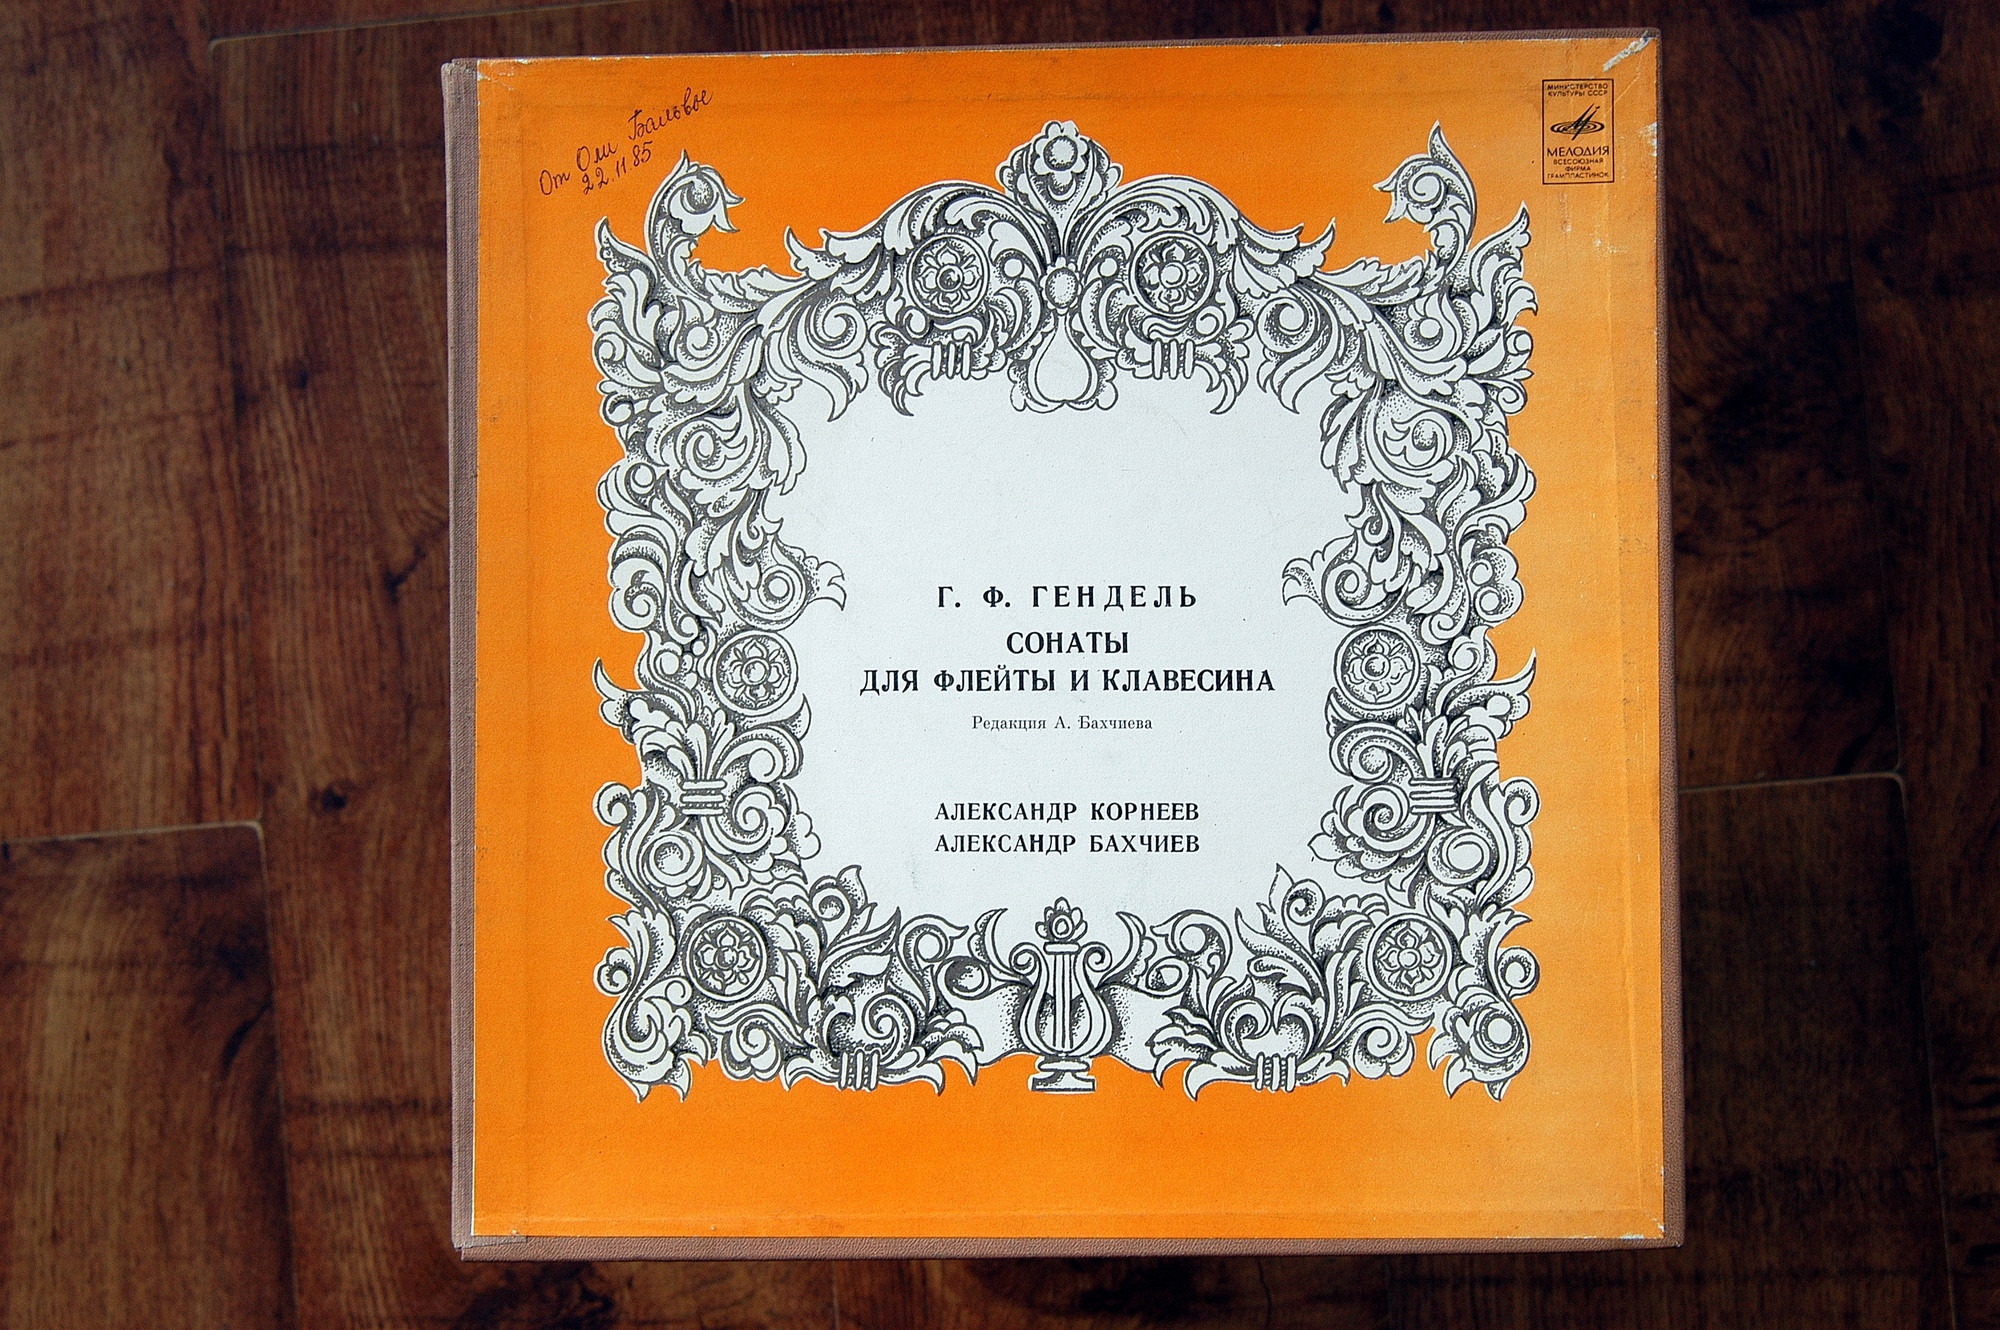 От Оли
22.11.85
МИНИСТЕРСТВО
КУЛЬТУРЫ СССР
МЕЛОДИЯ
ВСЕСОЮЗНАЯ
ФИРМА
ГРАМПЛАСТИНОК
Г. Ф. ГЕНДЕЛЬ
СОНАТЫ
ДЛЯ ФЛЕЙТЫ И КЛАВЕСИНА
Редакция А. Бахчиева
АЛЕКСАНДР КОРНЕЕВ
АЛЕКСАНДР БАХЧИЕВ